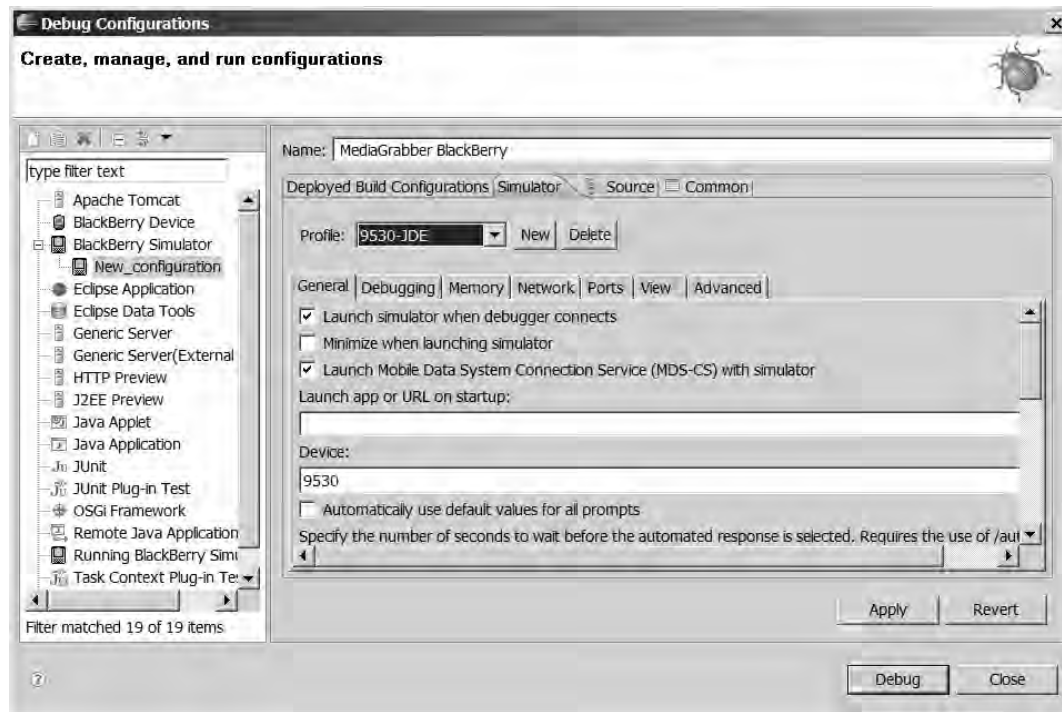 Debug Configurations
Create, manage, and run configurations
type filter text
Apache Tomcat
BlackBerry Device
BlackBerry Simulator
New_configuration
Eclipse Application
Eclipse Data Tools
Generic Server
Generic Server(External
HTTP Preview
J2EE Preview
Java Applet
Java Application
Ju JUnit
JUnit Plug-in Test
OSGi Framework
Remote Java Application
Running BlackBerry Simu
Task Context Plug-in Te
Filter matched 19 of 19 items
Name: MediaGrabber BlackBerry
Deployed Build Configurations Simulator Source Common
Profile: 9530-JDE New Delete
General Debugging Memory Network Ports View Advanced
Launch simulator when debugger connects
Minimize when launching simulator
Launch Mobile Data System Connection Service (MDS-CS) with simulator
Launch app or URL on startup:
Device:
9530
Automatically use default values for all prompts
Specify the number of seconds to wait before the automated response is selected. Requires the use of /aut
Apply Revert
? Debug Close